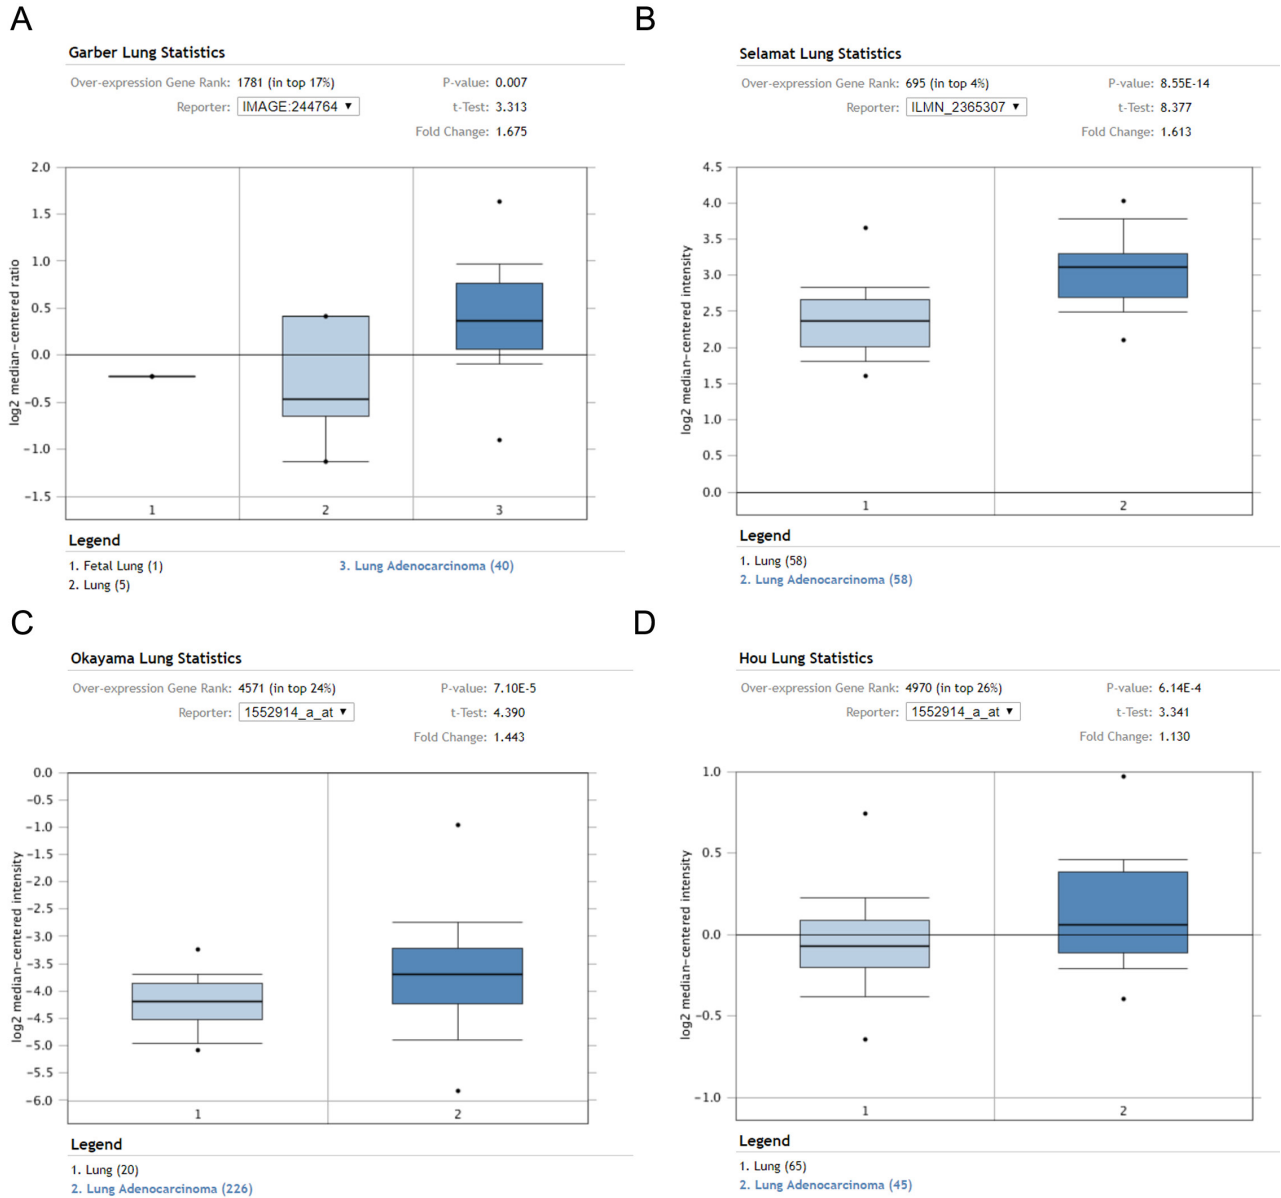 A
Garber Lung Statistics
Over-expression Gene Rank: 1781 (in top 17%)
P-value: 0.007
Reporter: IMAGE:244764 ▼
t-Test: 3.313
Fold Change: 1.675
log2 median-centered ratio
2.0
1.5
1.0
0.5
0.0
−0.5
−1.0
−1.5
1 2 3
Legend
1. Fetal Lung (1)
2. Lung (5)
3. Lung Adenocarcinoma (40)
B
Selamat Lung Statistics
Over-expression Gene Rank: 695 (in top 4%)
P-value: 8.55E-14
Reporter: ILMN_2365307 ▼
t-Test: 8.377
Fold Change: 1.613
log2 median-centered intensity
4.5
4.0
3.5
3.0
2.5
2.0
1.5
1.0
0.5
0.0
1 2
Legend
1. Lung (58)
2. Lung Adenocarcinoma (58)
C
Okayama Lung Statistics
Over-expression Gene Rank: 4571 (in top 24%)
P-value: 7.10E-5
Reporter: 1552914_a_at ▼
t-Test: 4.390
Fold Change: 1.443
log2 median-centered intensity
0.0
−0.5
−1.0
−1.5
−2.0
−2.5
−3.0
−3.5
−4.0
−4.5
−5.0
−5.5
−6.0
1 2
Legend
1. Lung (20)
2. Lung Adenocarcinoma (226)
D
Hou Lung Statistics
Over-expression Gene Rank: 4970 (in top 26%)
P-value: 6.14E-4
Reporter: 1552914_a_at ▼
t-Test: 3.341
Fold Change: 1.130
log2 median-centered intensity
1.0
0.5
0.0
−0.5
−1.0
1 2
Legend
1. Lung (65)
2. Lung Adenocarcinoma (45)